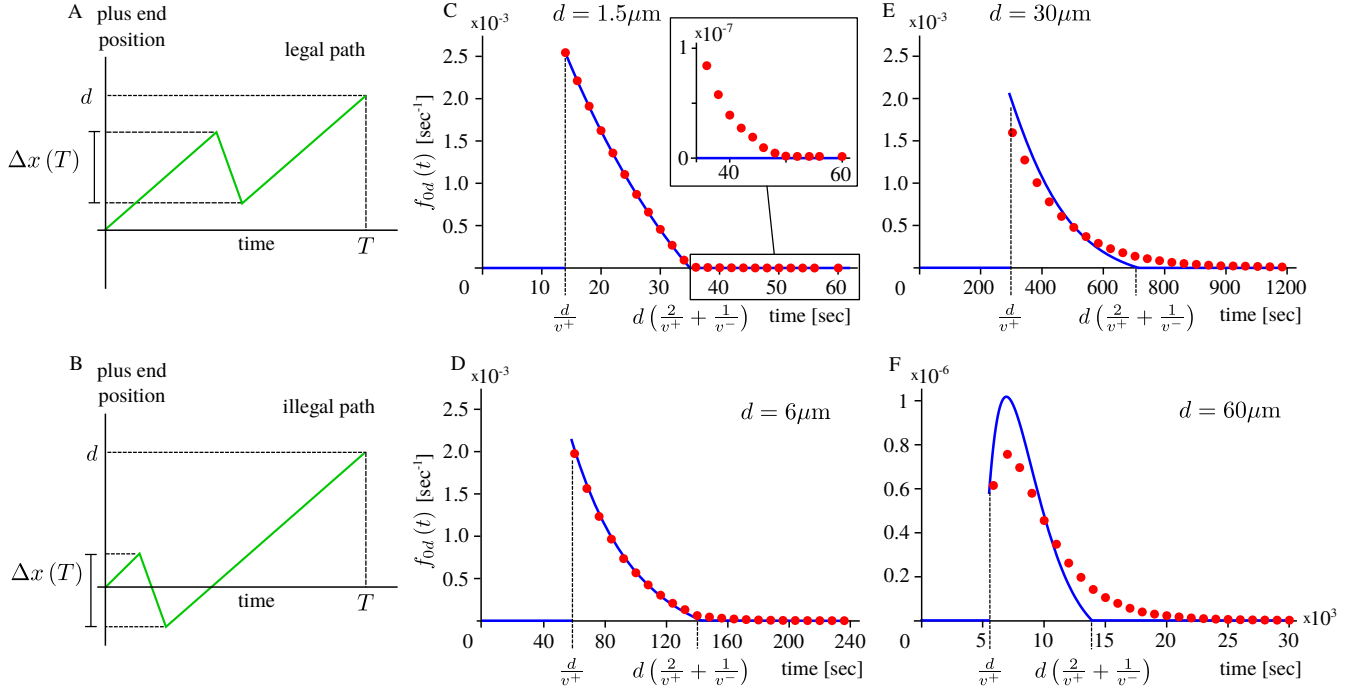 A
plus end
position
legal path
d
Δx (T)
time
T
B
plus end
position
illegal path
d
Δx (T)
time
T
C
x10⁻³
d = 1.5μm
2.5
2.0
1.5
1.0
0.5
0
f₀d (t) [sec⁻¹]
10 20 30 40 50 60
d/v⁺
d (2/v⁺ + 1/v⁻)
time [sec]
x10⁻⁷
1
0
40
60
D
x10⁻³
d = 6μm
2.5
2.0
1.5
1.0
0.5
0
f₀d (t) [sec⁻¹]
40 80 120 160 200 240
d/v⁺
d (2/v⁺ + 1/v⁻)
time [sec]
E
x10⁻³
d = 30μm
2.5
2.0
1.5
1.0
0.5
0
200 400 600 800 1000 1200
d/v⁺
d (2/v⁺ + 1/v⁻)
time [sec]
F
x10⁻⁶
d = 60μm
1
0.8
0.6
0.4
0.2
0
5 10 15 20 25 30
x10³
d/v⁺
d (2/v⁺ + 1/v⁻)
time [sec]